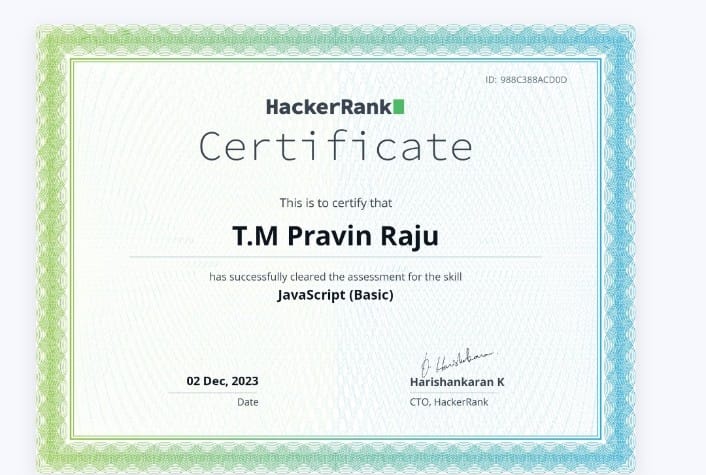 ID: 988C388ACD0D
HackerRank
Certificate
This is to certify that
T.M Pravin Raju
has successfully cleared the assessment for the skill
JavaScript (Basic)
02 Dec, 2023
Date
Harishankaran K
CTO, HackerRank